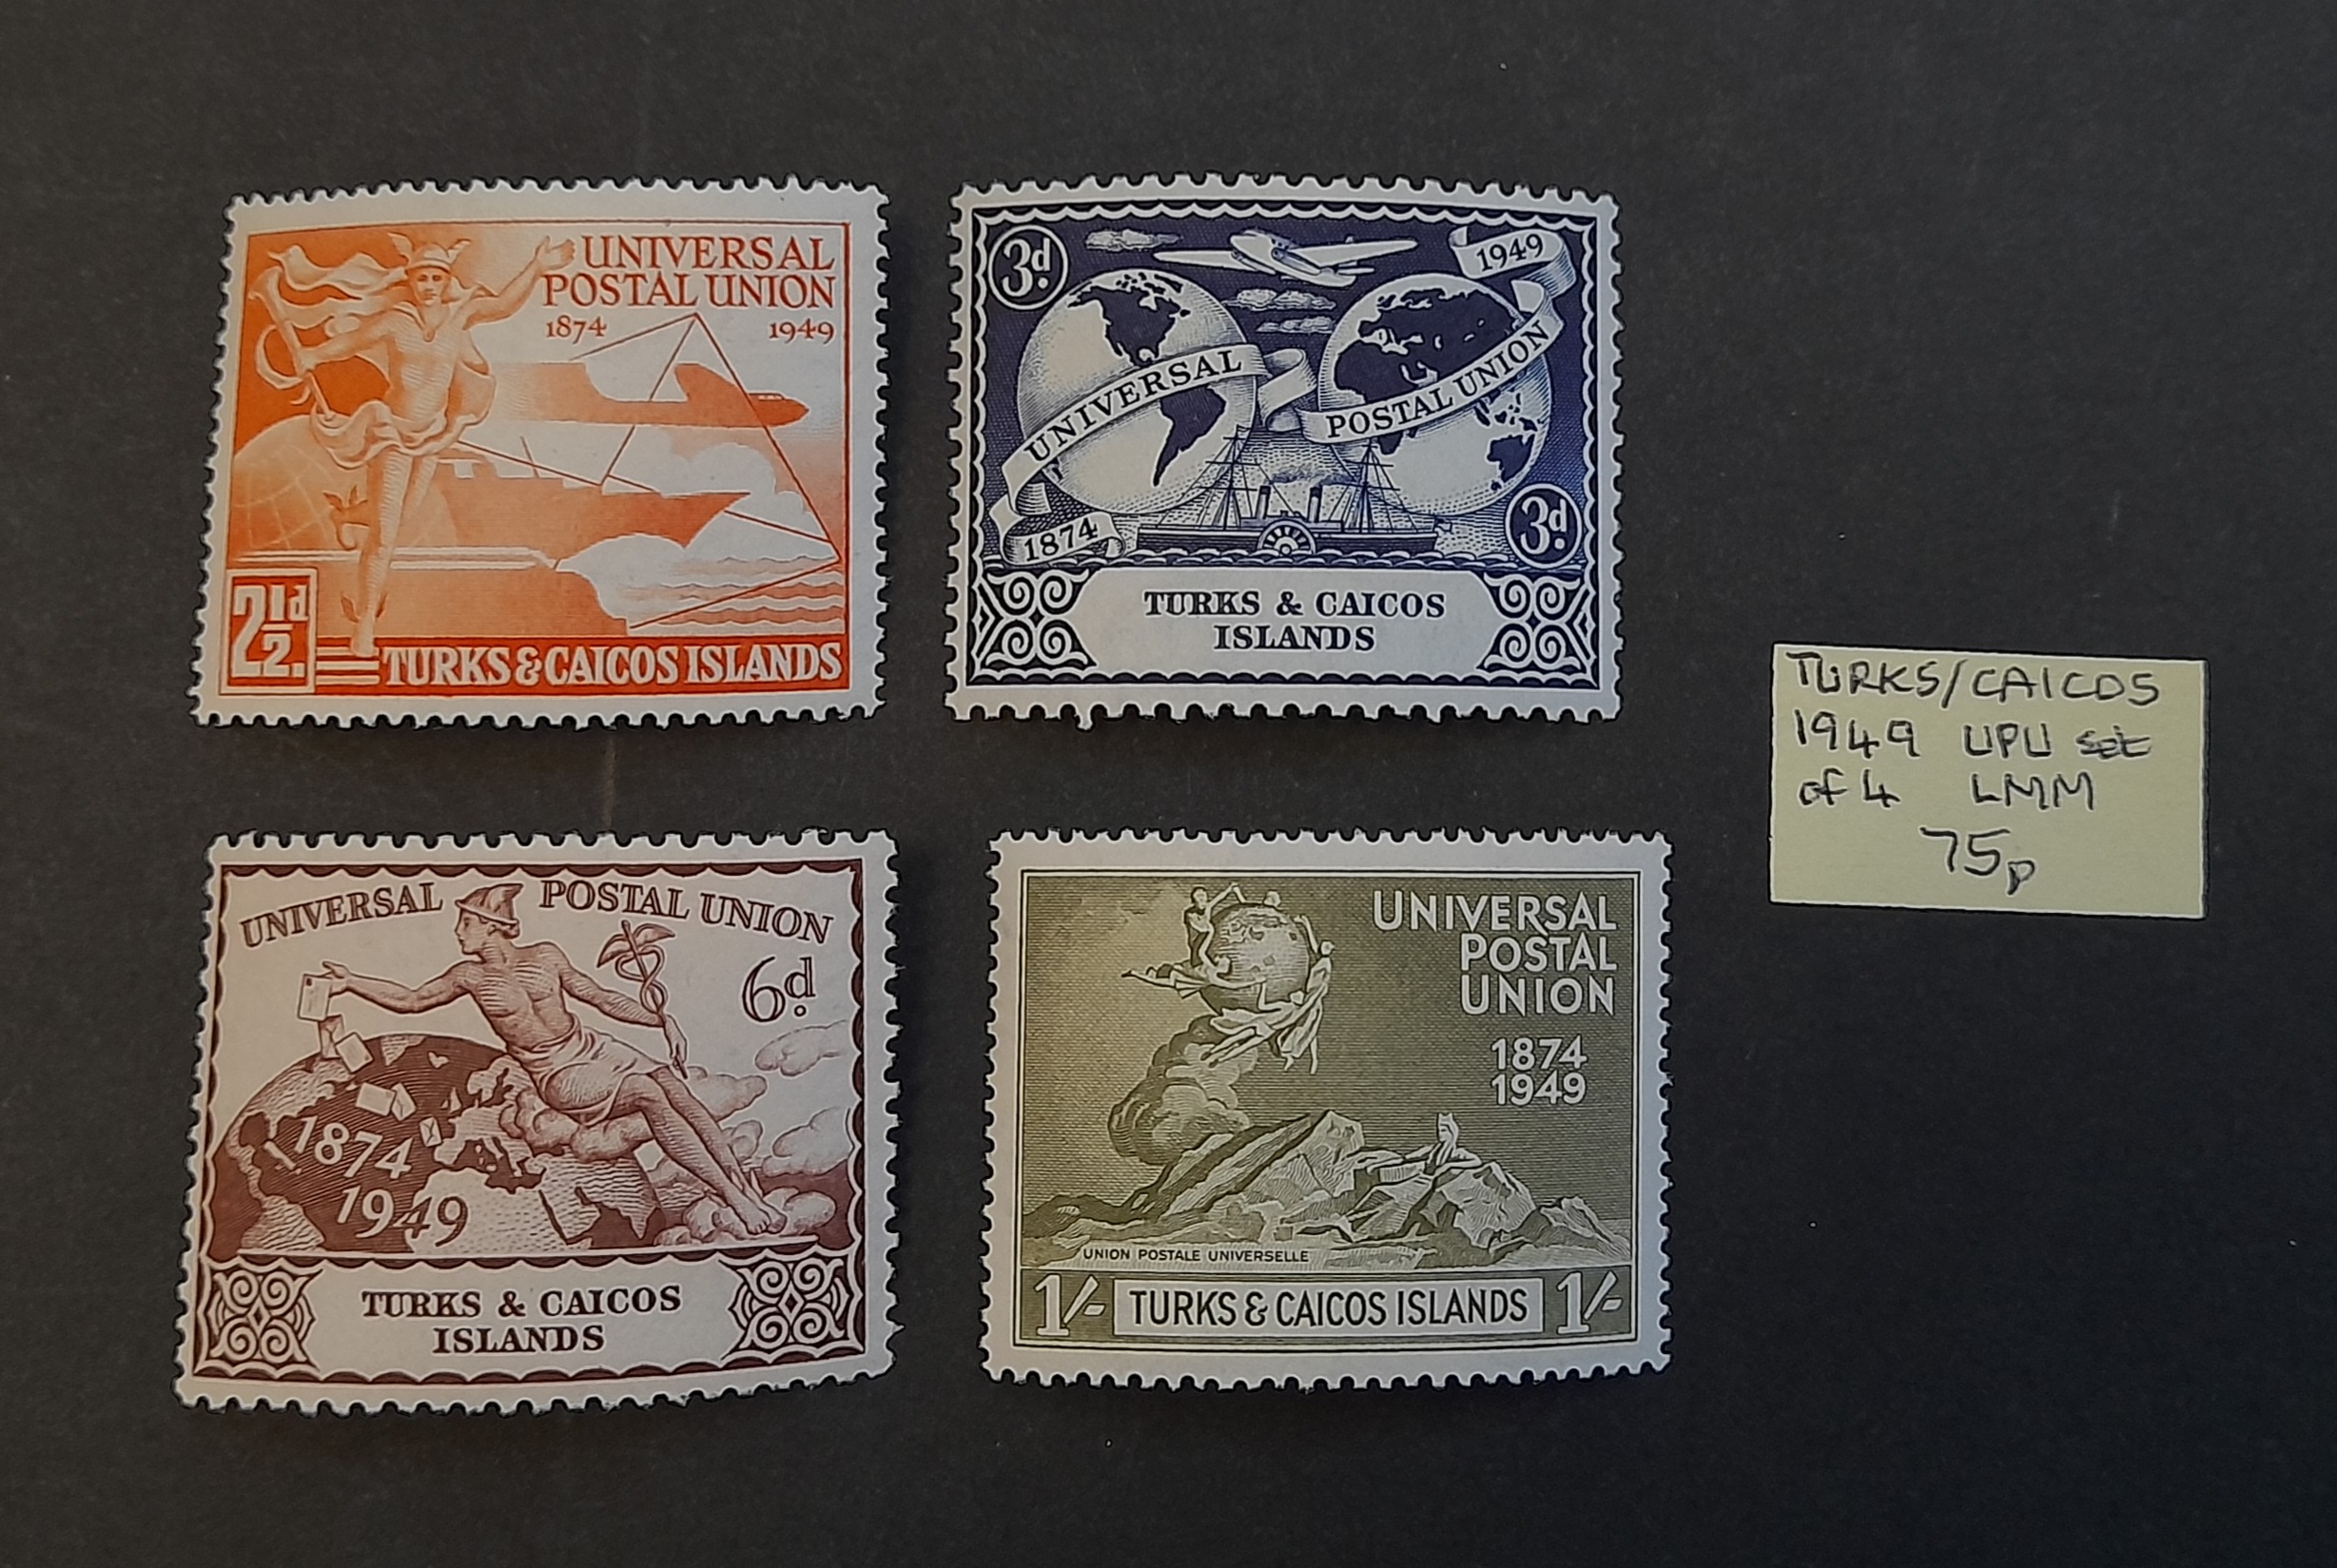 UNIVERSAL
POSTAL UNION
1874 1949
2½d.
TURKS & CAICOS ISLANDS
3d.
1949
UNIVERSAL POSTAL UNION
1874
3d.
TURKS & CAICOS
ISLANDS
UNIVERSAL POSTAL UNION
6d.
1874
1949
TURKS & CAICOS
ISLANDS
UNIVERSAL
POSTAL
UNION
1874
1949
UNION POSTALE UNIVERSELLE
1/- TURKS & CAICOS ISLANDS 1/-
TURKS/CAICOS
1949 UPU set
of 4 LMM
75p